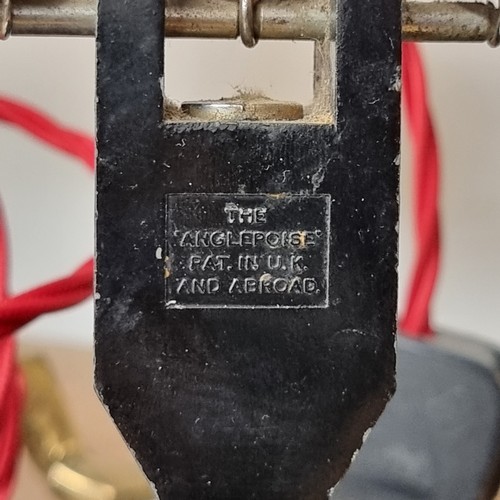 THE
'ANGLEPOISE'
PAT. IN U.K.
AND ABROAD.